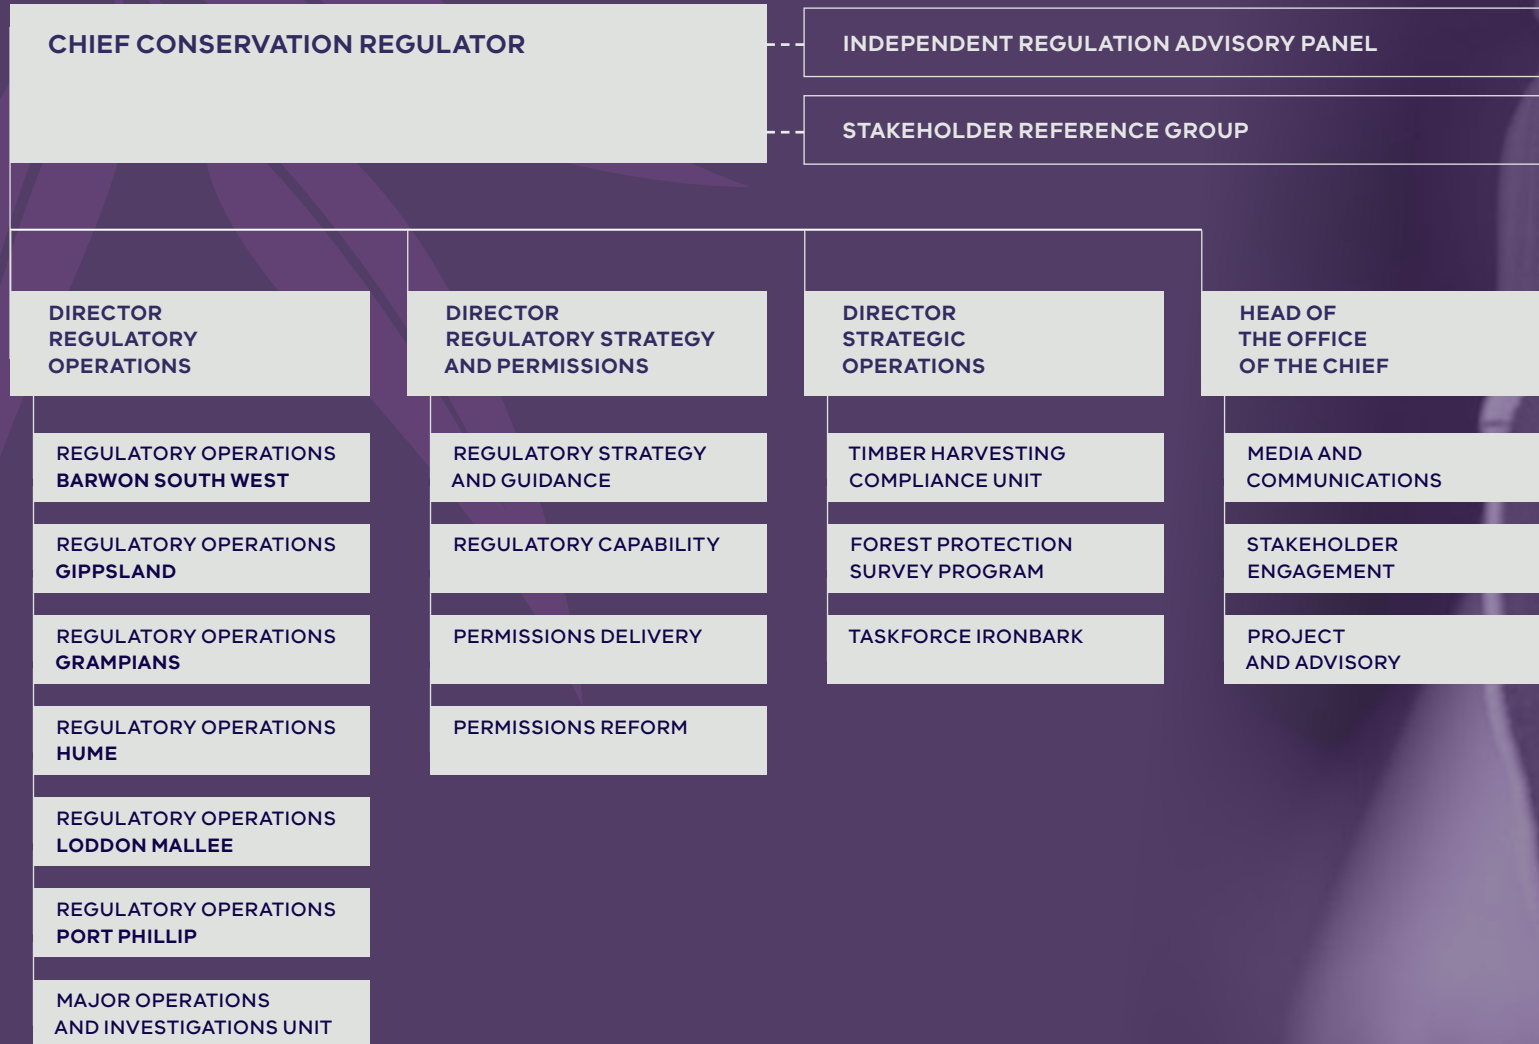 CHIEF CONSERVATION REGULATOR
INDEPENDENT REGULATION ADVISORY PANEL
STAKEHOLDER REFERENCE GROUP
DIRECTOR
REGULATORY
OPERATIONS
REGULATORY OPERATIONS
BARWON SOUTH WEST
REGULATORY OPERATIONS
GIPPSLAND
REGULATORY OPERATIONS
GRAMPIANS
REGULATORY OPERATIONS
HUME
REGULATORY OPERATIONS
LODDON MALLEE
REGULATORY OPERATIONS
PORT PHILLIP
MAJOR OPERATIONS
AND INVESTIGATIONS UNIT
DIRECTOR
REGULATORY STRATEGY
AND PERMISSIONS
REGULATORY STRATEGY
AND GUIDANCE
REGULATORY CAPABILITY
PERMISSIONS DELIVERY
PERMISSIONS REFORM
DIRECTOR
STRATEGIC
OPERATIONS
TIMBER HARVESTING
COMPLIANCE UNIT
FOREST PROTECTION
SURVEY PROGRAM
TASKFORCE IRONBARK
HEAD OF
THE OFFICE
OF THE CHIEF
MEDIA AND
COMMUNICATIONS
STAKEHOLDER
ENGAGEMENT
PROJECT
AND ADVISORY